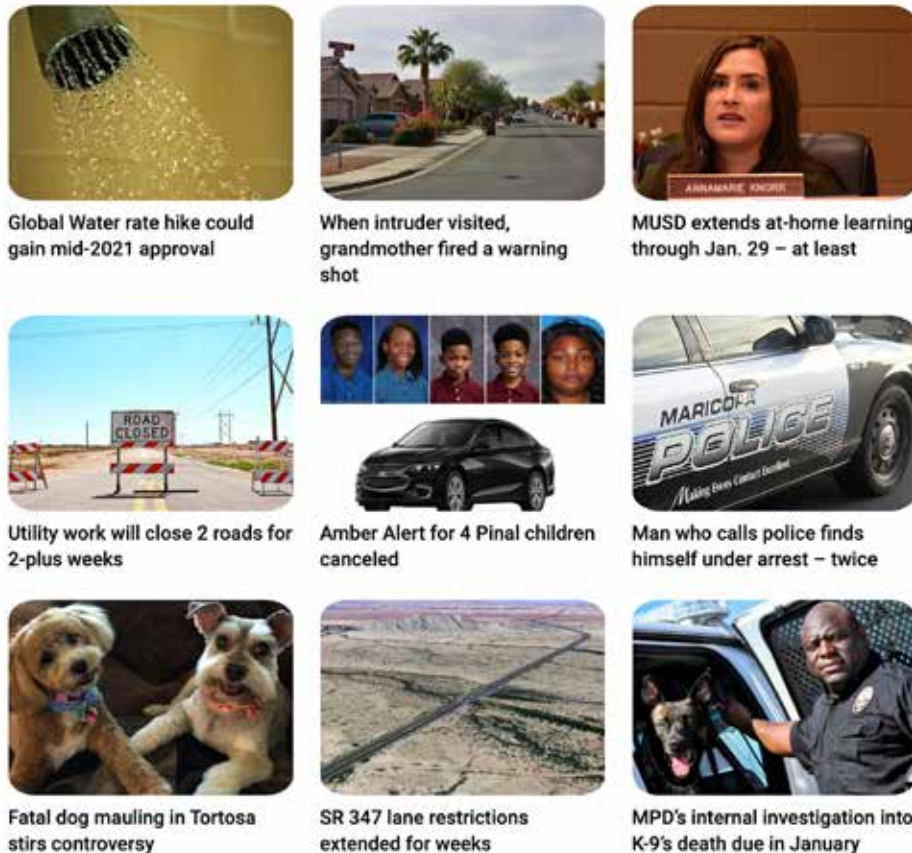 ANNAMARIE KNORR
Global Water rate hike could
gain mid-2021 approval
When intruder visited,
grandmother fired a warning
shot
MUSD extends at-home learning
through Jan. 29 – at least
ROAD
CLOSED
MARICOPA
POLICE
Making Every Contact Excellent
Utility work will close 2 roads for
2-plus weeks
Amber Alert for 4 Pinal children
canceled
Man who calls police finds
himself under arrest – twice
Fatal dog mauling in Tortosa
stirs controversy
SR 347 lane restrictions
extended for weeks
MPD's internal investigation into
K-9's death due in January